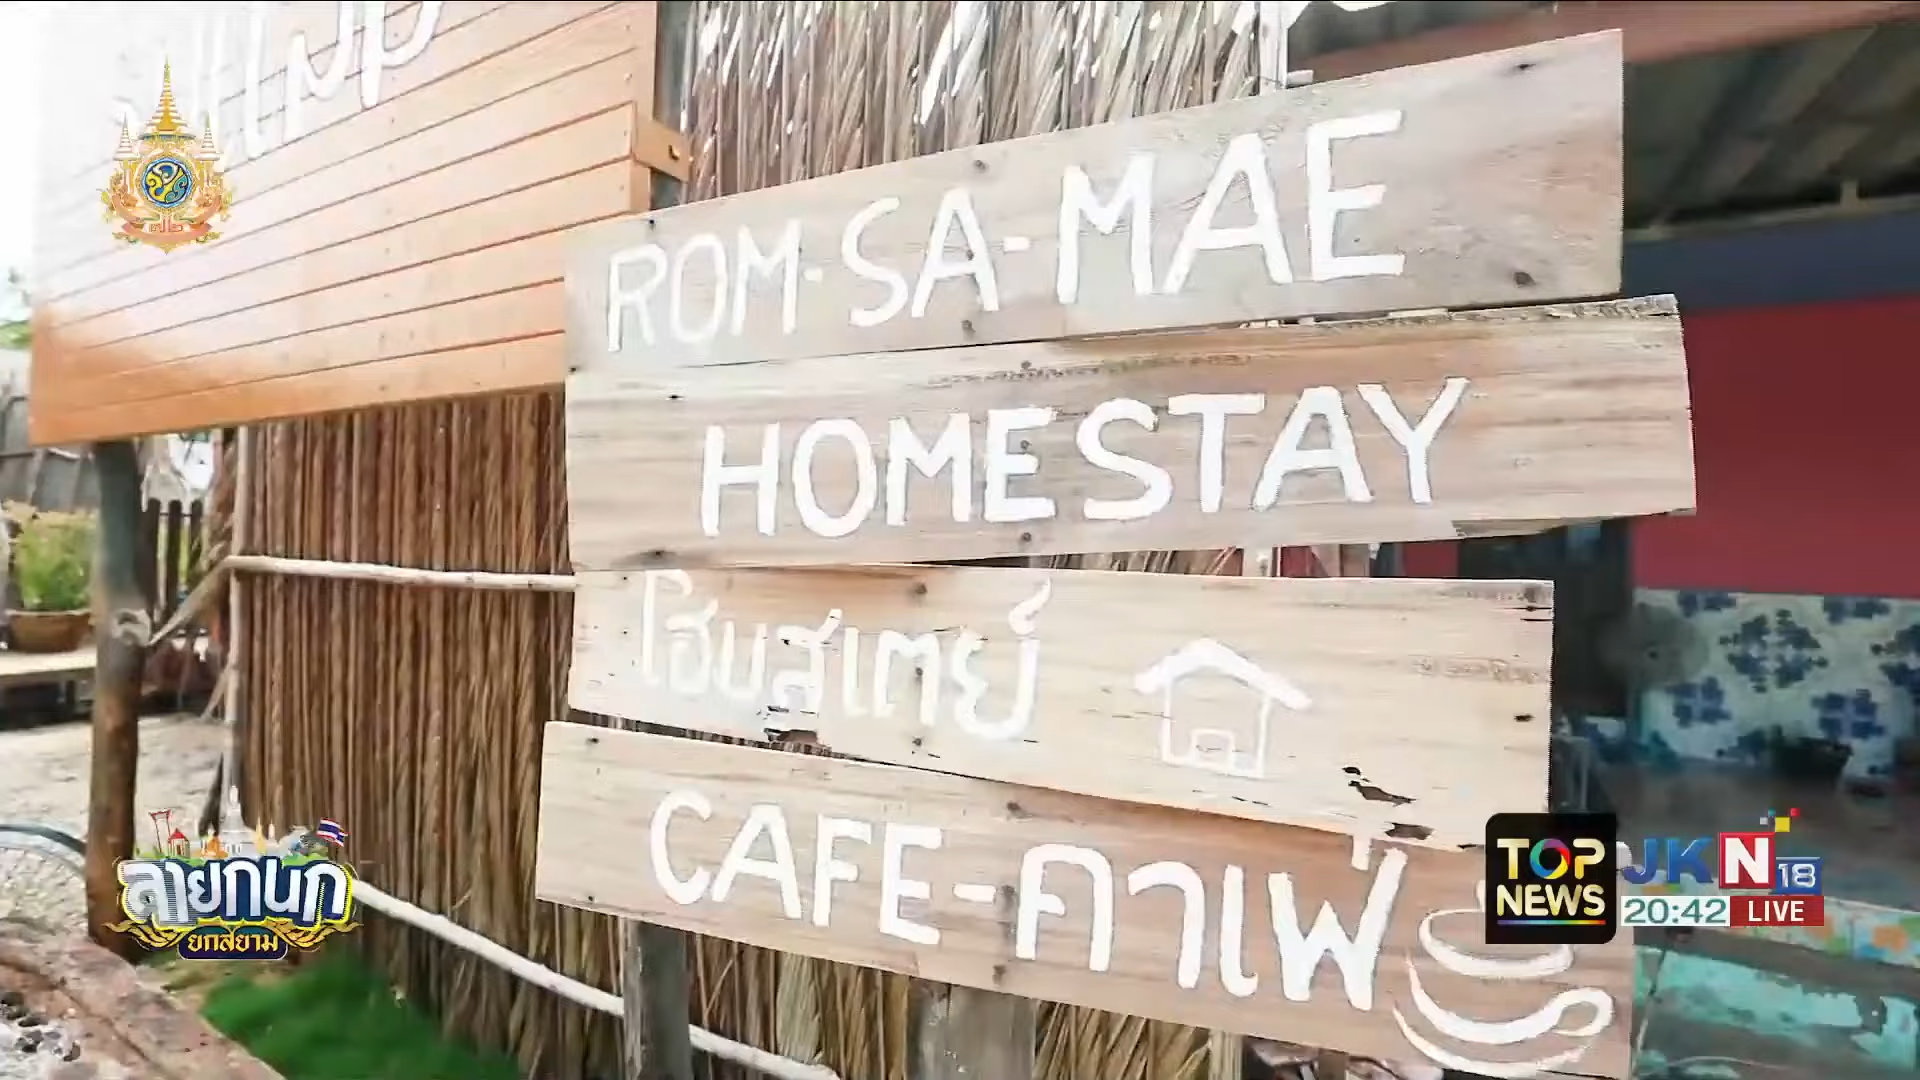 ROM-SA-MAE
HOMESTAY
โฮมสเตย์
CAFE-คาเฟ่
ลายกนก
ยกสยาม
TOP
NEWS
JKN18
20:42 LIVE